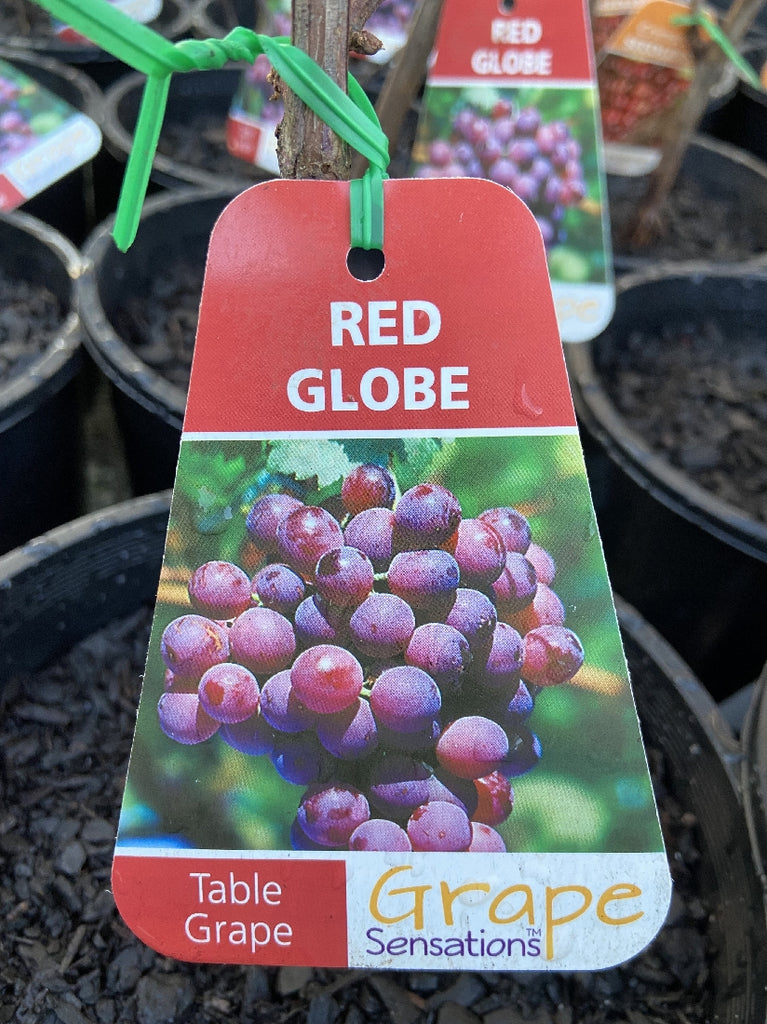 RED
GLOBE
RED
GLOBE
Table
Grape
Grape
Sensations™